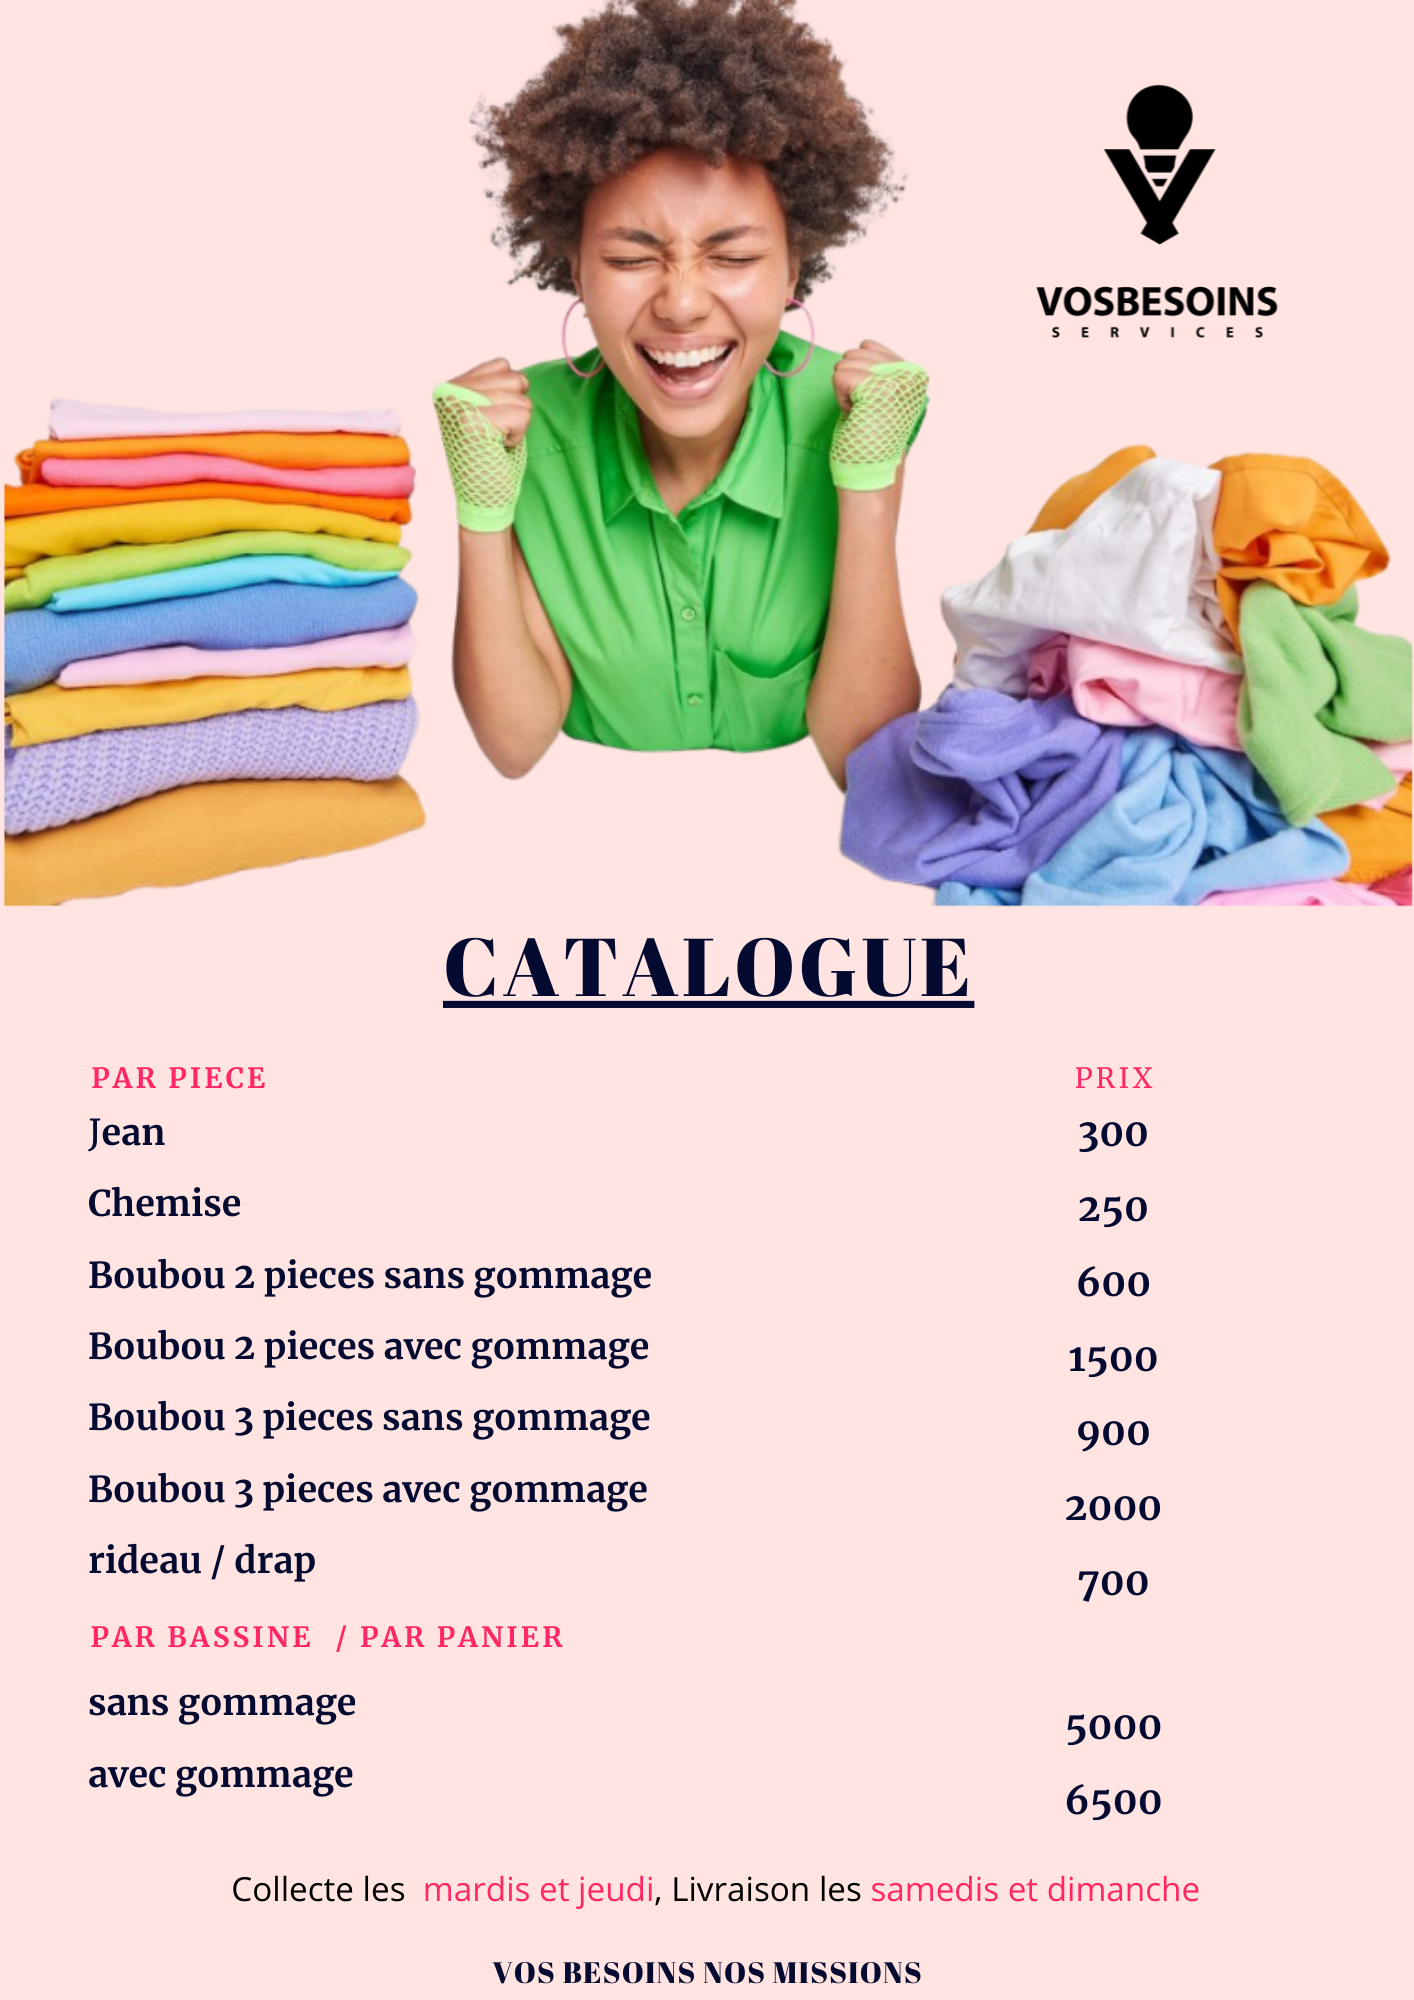 VOSBESOINS
SERVICES
CATALOGUE
PAR PIECE PRIX
Jean 300
Chemise 250
Boubou 2 pieces sans gommage 600
Boubou 2 pieces avec gommage 1500
Boubou 3 pieces sans gommage 900
Boubou 3 pieces avec gommage 2000
rideau / drap 700
PAR BASSINE / PAR PANIER
sans gommage 5000
avec gommage 6500
Collecte les mardis et jeudi, Livraison les samedis et dimanche
VOS BESOINS NOS MISSIONS